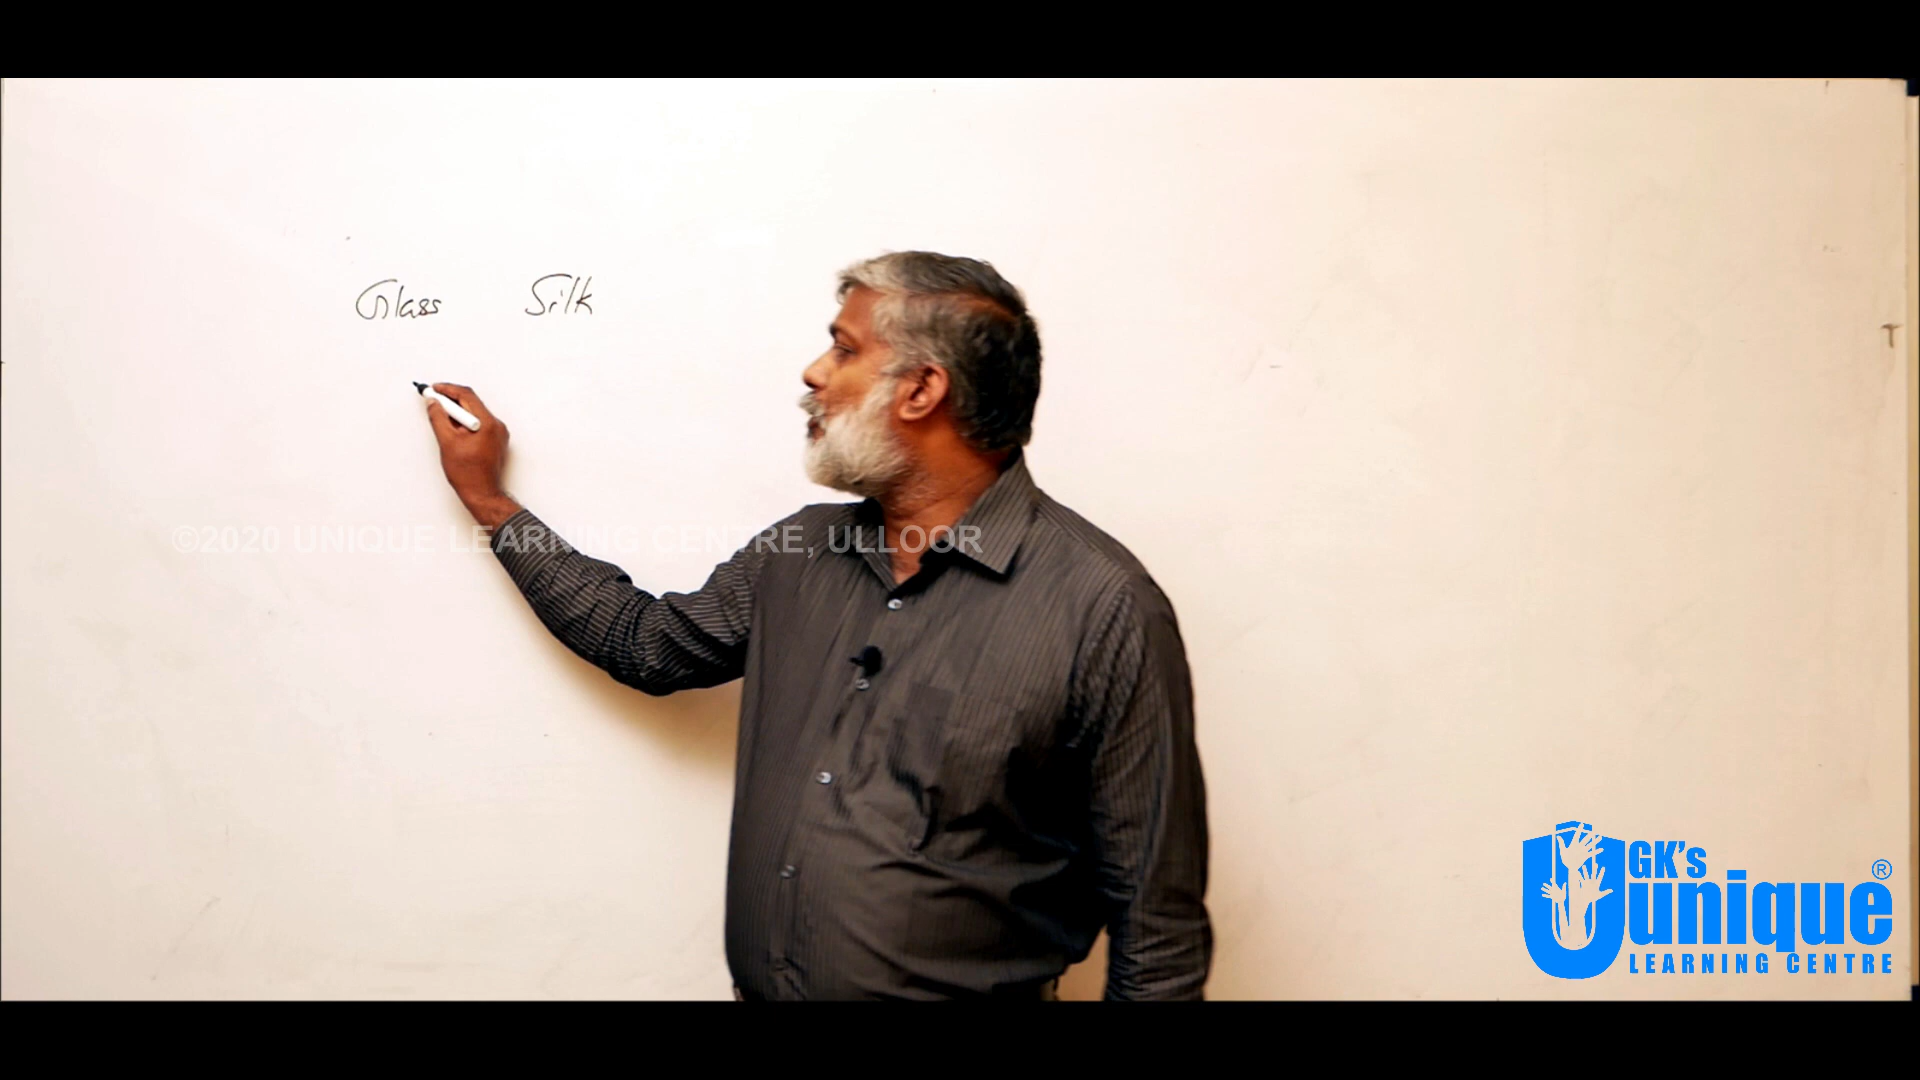 Glass Silk
©2020 UNIQUE LEARNING CENTRE, ULLOOR
GK's
unique®
LEARNING CENTRE